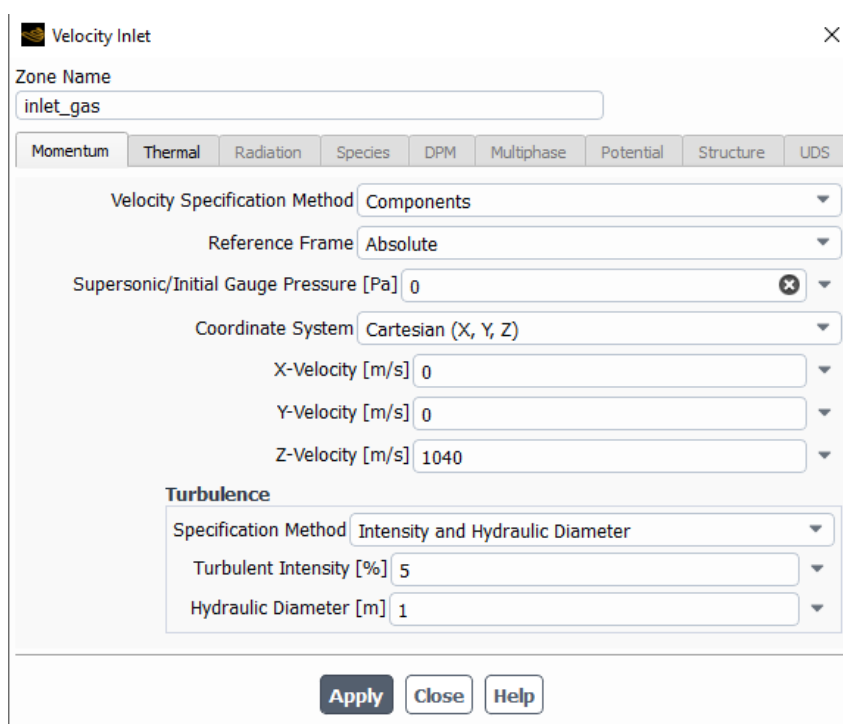 Velocity Inlet
Zone Name
inlet_gas
Momentum Thermal Radiation Species DPM Multiphase Potential Structure UDS
Velocity Specification Method Components
Reference Frame Absolute
Supersonic/Initial Gauge Pressure [Pa] 0
Coordinate System Cartesian (X, Y, Z)
X-Velocity [m/s] 0
Y-Velocity [m/s] 0
Z-Velocity [m/s] 1040
Turbulence
Specification Method Intensity and Hydraulic Diameter
Turbulent Intensity [%] 5
Hydraulic Diameter [m] 1
Apply Close Help